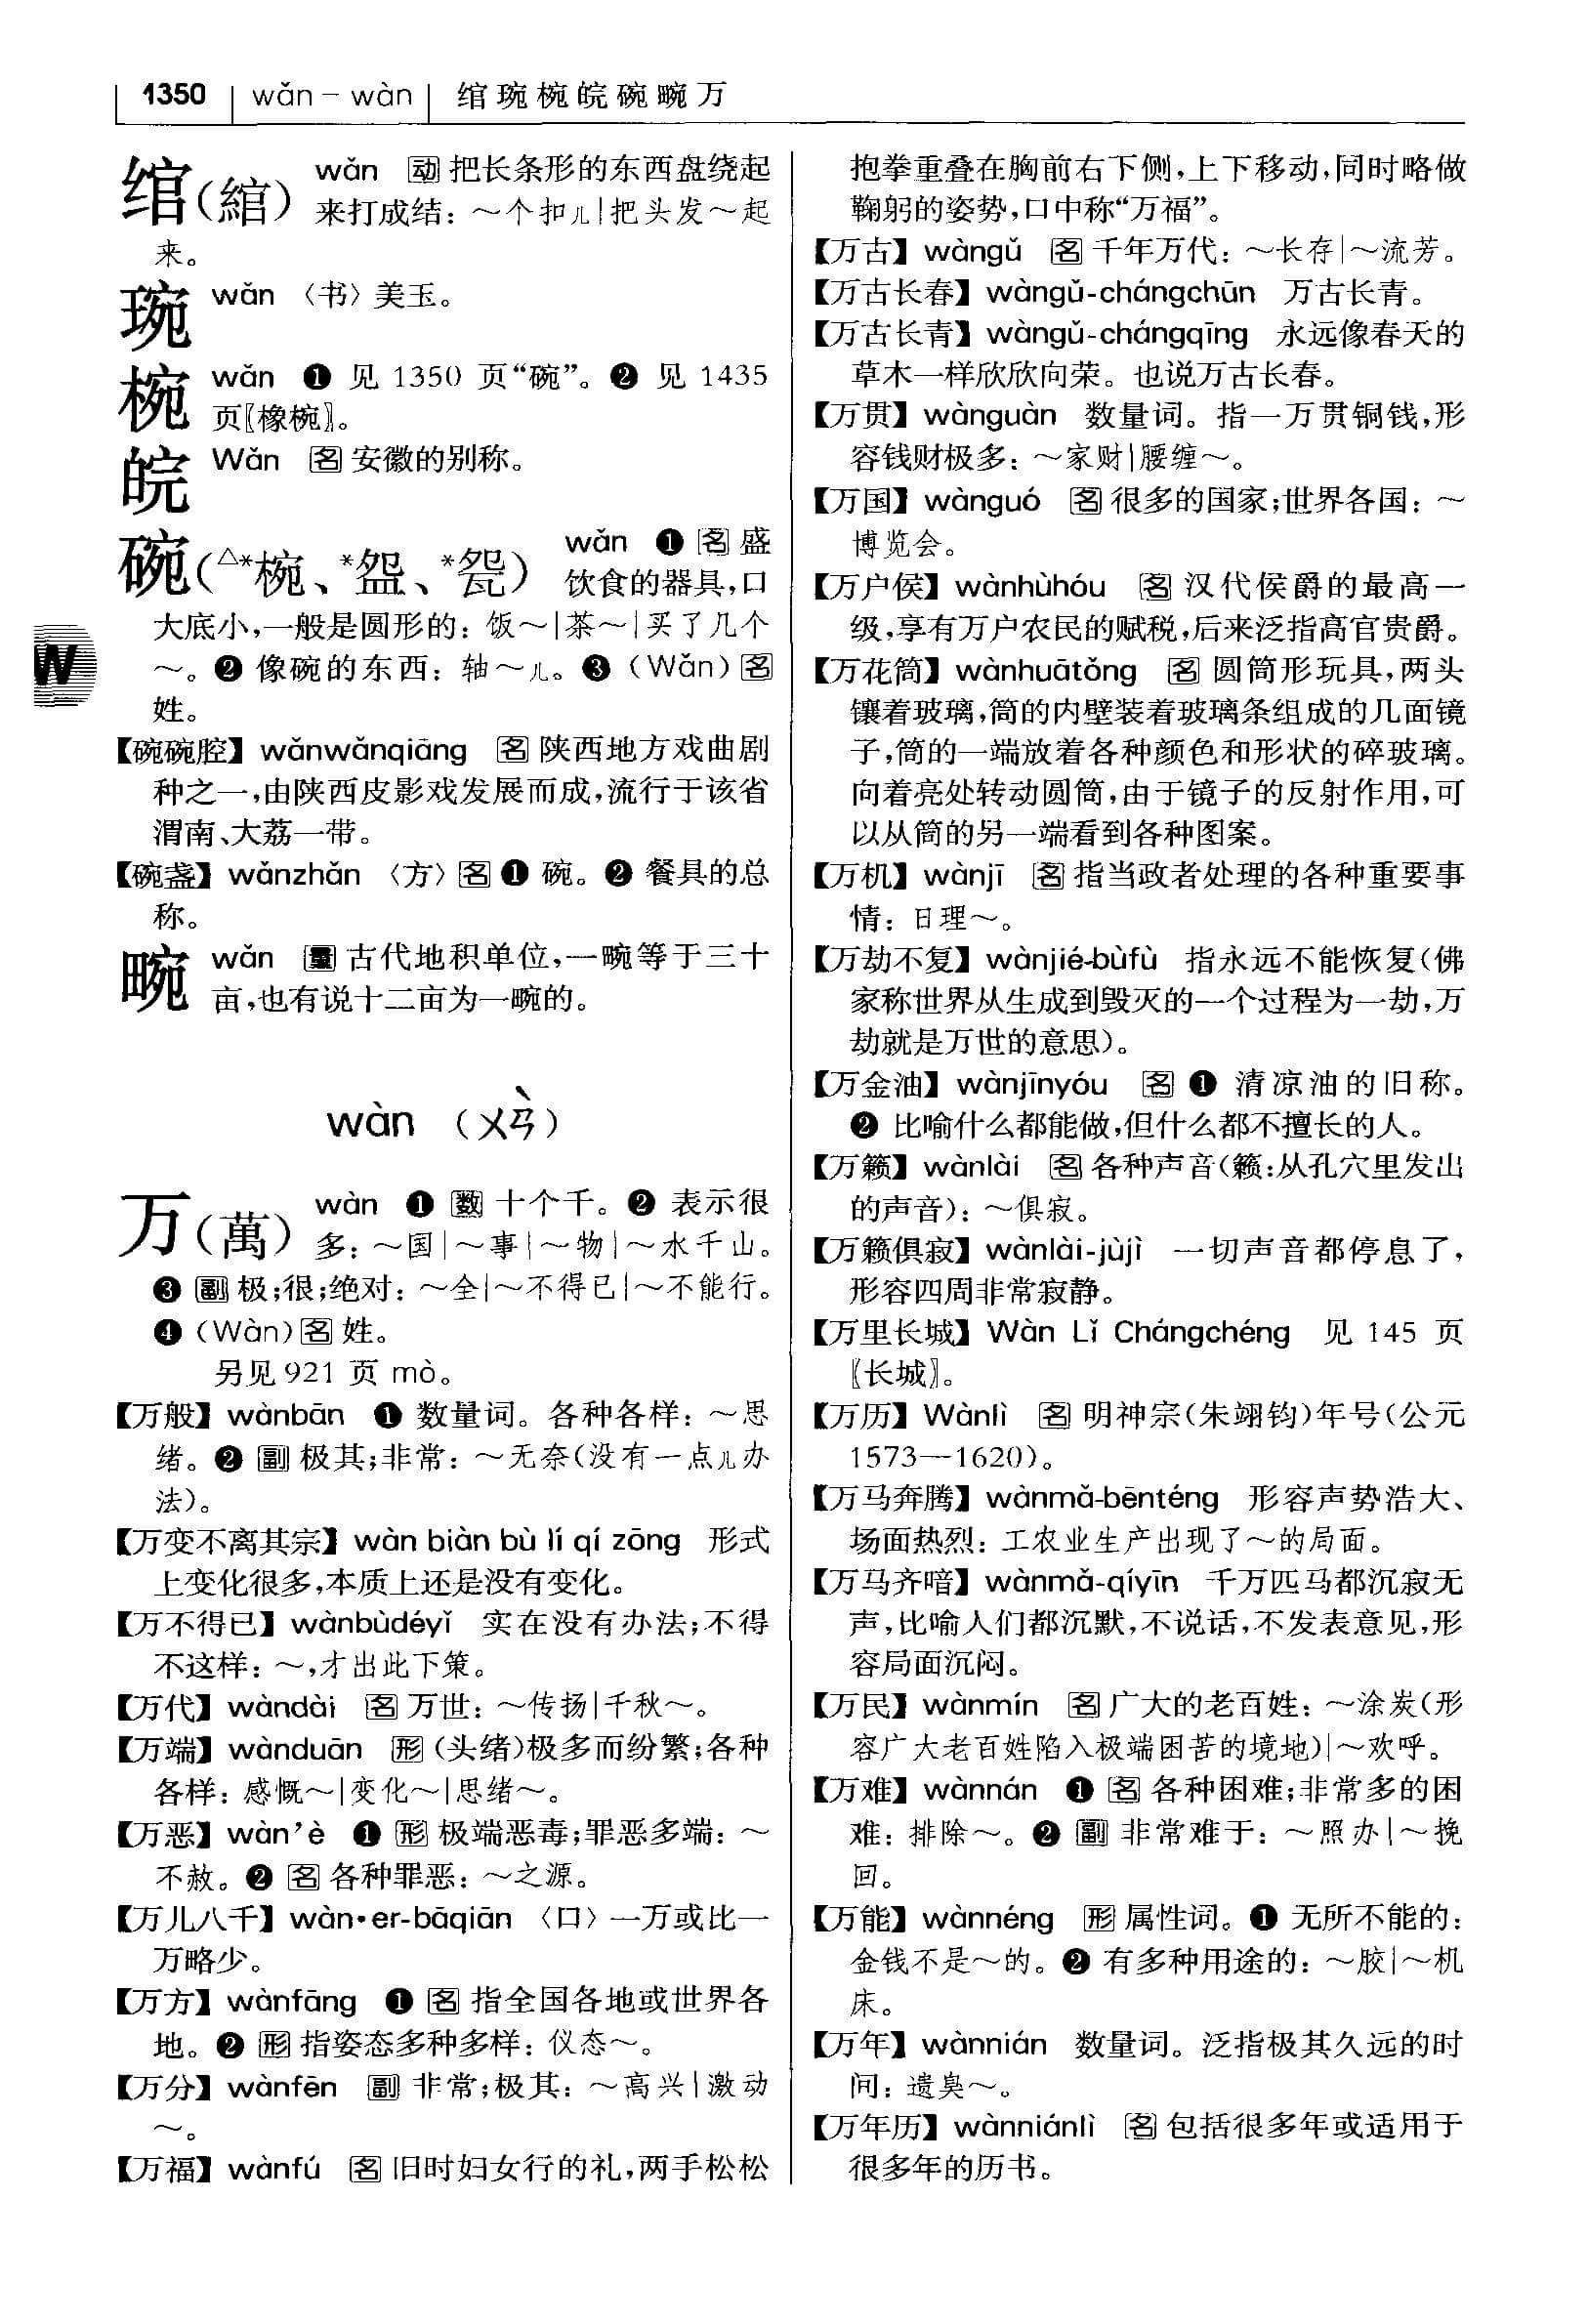 1350 wǎn – wàn 绾琬椀皖碗畹万
绾(綰) wǎn 动 把长条形的东西盘绕起
来打成结：～个扣儿|把头发～起
来。
琬 wǎn 〈书〉美玉。
椀 wǎn ❶ 见 1350 页“碗”。❷ 见 1435
页〖橡椀〗。
皖 Wǎn 名 安徽的别称。
碗(△*椀、*盌、*甃) wǎn ❶ 名 盛
饮食的器具,口
大底小,一般是圆形的：饭～|茶～|买了几个
～。❷ 像碗的东西：轴～儿。❸ (Wǎn) 名
姓。
【碗碗腔】wǎnwǎnqiāng 名 陕西地方戏曲剧
种之一,由陕西皮影戏发展而成,流行于该省
渭南、大荔一带。
【碗盏】wǎnzhǎn 〈方〉名 ❶ 碗。❷ 餐具的总
称。
畹 wǎn 量 古代地积单位,一畹等于三十
亩,也有说十二亩为一畹的。
wàn (ㄨㄢˋ)
万(萬) wàn ❶ 数 十个千。❷ 表示很
多：～国|～事|～物|～水千山。
❸ 副 极;很;绝对：～全|～不得已|～不能行。
❹ (Wàn) 名 姓。
另见 921 页 mò。
【万般】wànbān ❶ 数量词。各种各样：～思
绪。❷ 副 极其;非常：～无奈(没有一点儿办
法)。
【万变不离其宗】wàn biàn bù lí qí zōng 形式
上变化很多,本质上还是没有变化。
【万不得已】wànbùdéyǐ 实在没有办法;不得
不这样：～,才出此下策。
【万代】wàndài 名 万世：～传扬|千秋～。
【万端】wànduān 形 (头绪)极多而纷繁;各种
各样：感慨～|变化～|思绪～。
【万恶】wàn’è ❶ 形 极端恶毒;罪恶多端：～
不赦。❷ 名 各种罪恶：～之源。
【万儿八千】wàn•er-bāqiān 〈口〉一万或比一
万略少。
【万方】wànfāng ❶ 名 指全国各地或世界各
地。❷ 形 指姿态多种多样：仪态～。
【万分】wànfēn 副 非常;极其：～高兴|激动
～。
【万福】wànfú 名 旧时妇女行的礼,两手松松
W
抱拳重叠在胸前右下侧,上下移动,同时略做
鞠躬的姿势,口中称“万福”。
【万古】wàngǔ 名 千年万代：～长存|～流芳。
【万古长春】wàngǔ-chángchūn 万古长青。
【万古长青】wàngǔ-chángqīng 永远像春天的
草木一样欣欣向荣。也说万古长春。
【万贯】wànguàn 数量词。指一万贯铜钱,形
容钱财极多：～家财|腰缠～。
【万国】wànguó 名 很多的国家;世界各国：～
博览会。
【万户侯】wànhùhóu 名 汉代侯爵的最高一
级,享有万户农民的赋税,后来泛指高官贵爵。
【万花筒】wànhuātǒng 名 圆筒形玩具,两头
镶着玻璃,筒的内壁装着玻璃条组成的几面镜
子,筒的一端放着各种颜色和形状的碎玻璃。
向着亮处转动圆筒,由于镜子的反射作用,可
以从筒的另一端看到各种图案。
【万机】wànjī 名 指当政者处理的各种重要事
情：日理～。
【万劫不复】wànjié-bùfù 指永远不能恢复(佛
家称世界从生成到毁灭的一个过程为一劫,万
劫就是万世的意思)。
【万金油】wànjīnyóu 名 ❶ 清凉油的旧称。
❷ 比喻什么都能做,但什么都不擅长的人。
【万籁】wànlài 名 各种声音(籁:从孔穴里发出
的声音)：～俱寂。
【万籁俱寂】wànlài-jùjì 一切声音都停息了,
形容四周非常寂静。
【万里长城】Wàn Lǐ Chángchéng 见 145 页
〖长城〗。
【万历】Wànlì 名 明神宗(朱翊钧)年号(公元
1573—1620)。
【万马奔腾】wànmǎ-bēnténg 形容声势浩大、
场面热烈：工农业生产出现了～的局面。
【万马齐喑】wànmǎ-qíyīn 千万匹马都沉寂无
声,比喻人们都沉默,不说话,不发表意见,形
容局面沉闷。
【万民】wànmín 名 广大的老百姓：～涂炭(形
容广大老百姓陷入极端困苦的境地)|～欢呼。
【万难】wànnán ❶ 名 各种困难;非常多的困
难：排除～。❷ 副 非常难于：～照办|～挽
回。
【万能】wànnéng 形 属性词。❶ 无所不能的：
金钱不是～的。❷ 有多种用途的：～胶|～机
床。
【万年】wànnián 数量词。泛指极其久远的时
间：遗臭～。
【万年历】wànniánlì 名 包括很多年或适用于
很多年的历书。